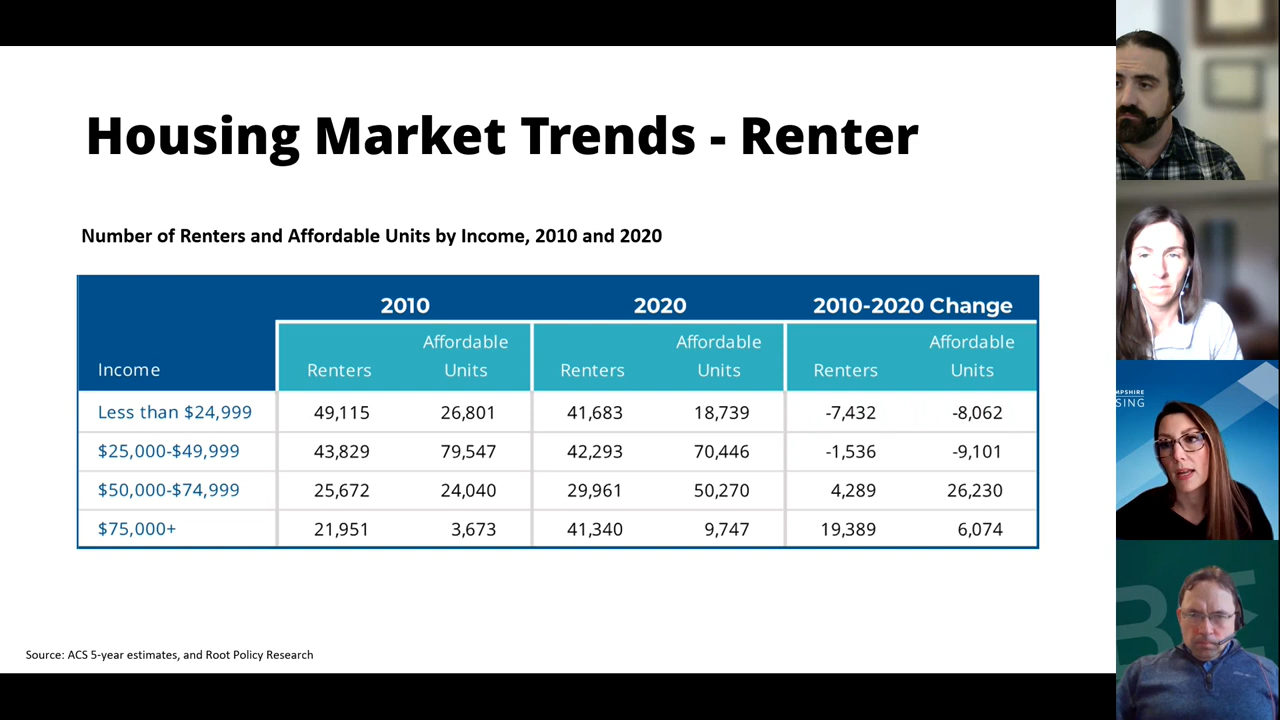 Housing Market Trends - Renter
Number of Renters and Affordable Units by Income, 2010 and 2020
2010 2020 2010-2020 Change
Income Renters Affordable Units Renters Affordable Units Renters Affordable Units
Less than $24,999 49,115 26,801 41,683 18,739 -7,432 -8,062
$25,000-$49,999 43,829 79,547 42,293 70,446 -1,536 -9,101
$50,000-$74,999 25,672 24,040 29,961 50,270 4,289 26,230
$75,000+ 21,951 3,673 41,340 9,747 19,389 6,074
Source: ACS 5-year estimates, and Root Policy Research
MPSHIRE
SING